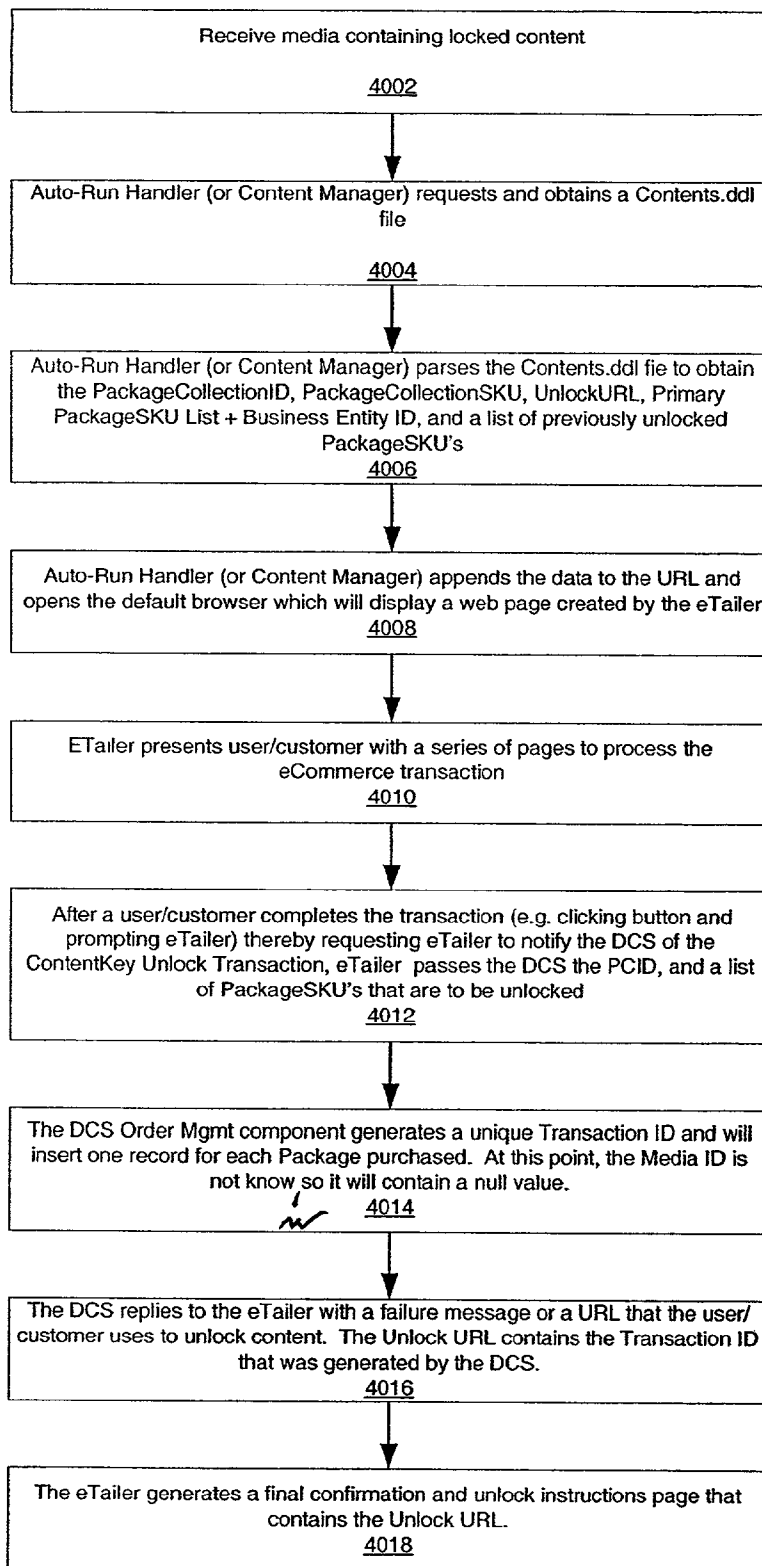 Receive media containing locked content
4002
Auto-Run Handler (or Content Manager) requests and obtains a Contents.ddl
file
4004
Auto-Run Handler (or Content Manager) parses the Contents.ddl fie to obtain
the PackageCollectionID, PackageCollectionSKU, UnlockURL, Primary
PackageSKU List + Business Entity ID, and a list of previously unlocked
PackageSKU's
4006
Auto-Run Handler (or Content Manager) appends the data to the URL and
opens the default browser which will display a web page created by the eTailer
4008
ETailer presents user/customer with a series of pages to process the
eCommerce transaction
4010
After a user/customer completes the transaction (e.g. clicking button and
prompting eTailer) thereby requesting eTailer to notify the DCS of the
ContentKey Unlock Transaction, eTailer passes the DCS the PCID, and a list
of PackageSKU's that are to be unlocked
4012
The DCS Order Mgmt component generates a unique Transaction ID and will
insert one record for each Package purchased. At this point, the Media ID is
not know so it will contain a null value.
4014
The DCS replies to the eTailer with a failure message or a URL that the user/
customer uses to unlock content. The Unlock URL contains the Transaction ID
that was generated by the DCS.
4016
The eTailer generates a final confirmation and unlock instructions page that
contains the Unlock URL.
4018